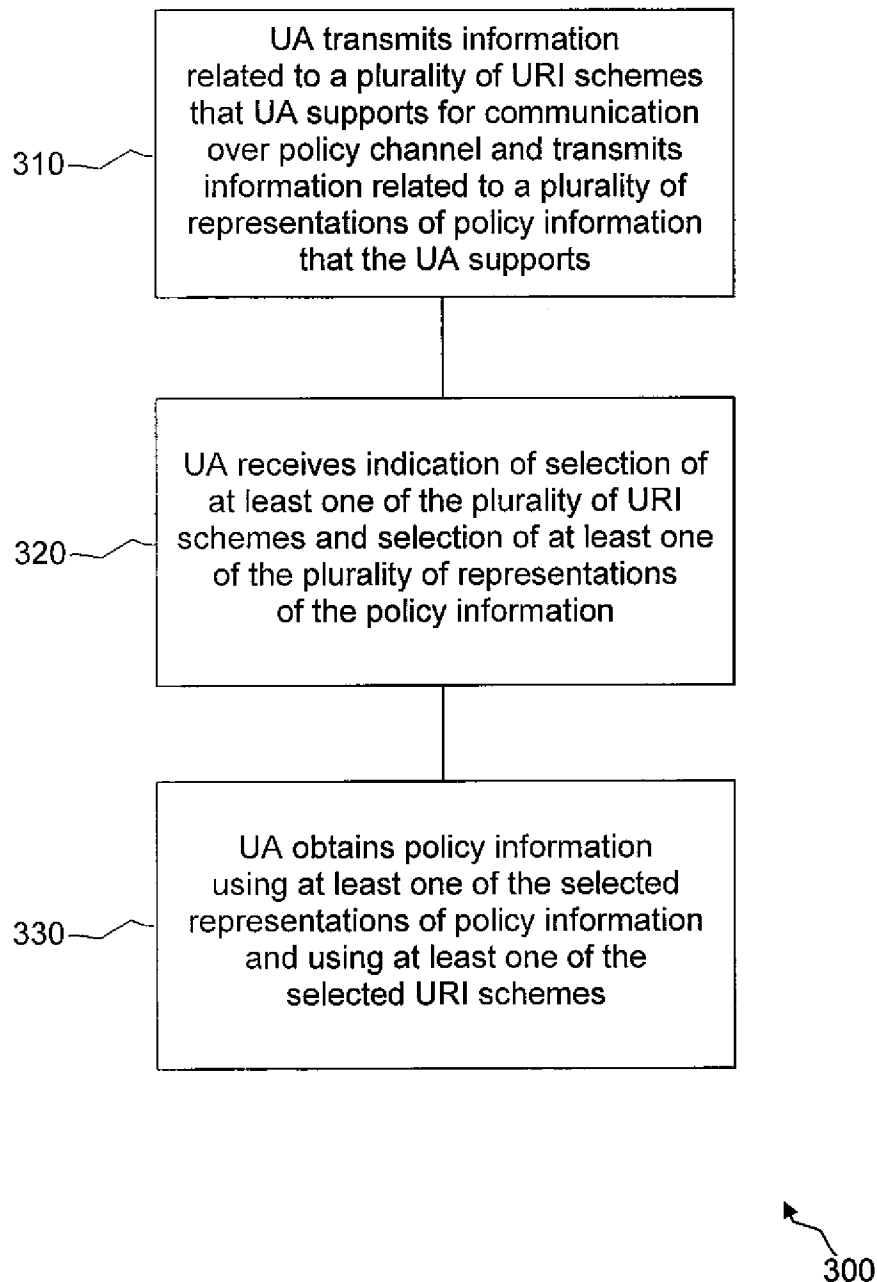 UA transmits information
related to a plurality of URI schemes
that UA supports for communication
over policy channel and transmits
information related to a plurality of
representations of policy information
that the UA supports
310
UA receives indication of selection of
at least one of the plurality of URI
schemes and selection of at least one
of the plurality of representations
of the policy information
320
UA obtains policy information
using at least one of the selected
representations of policy information
and using at least one of the
selected URI schemes
330
300